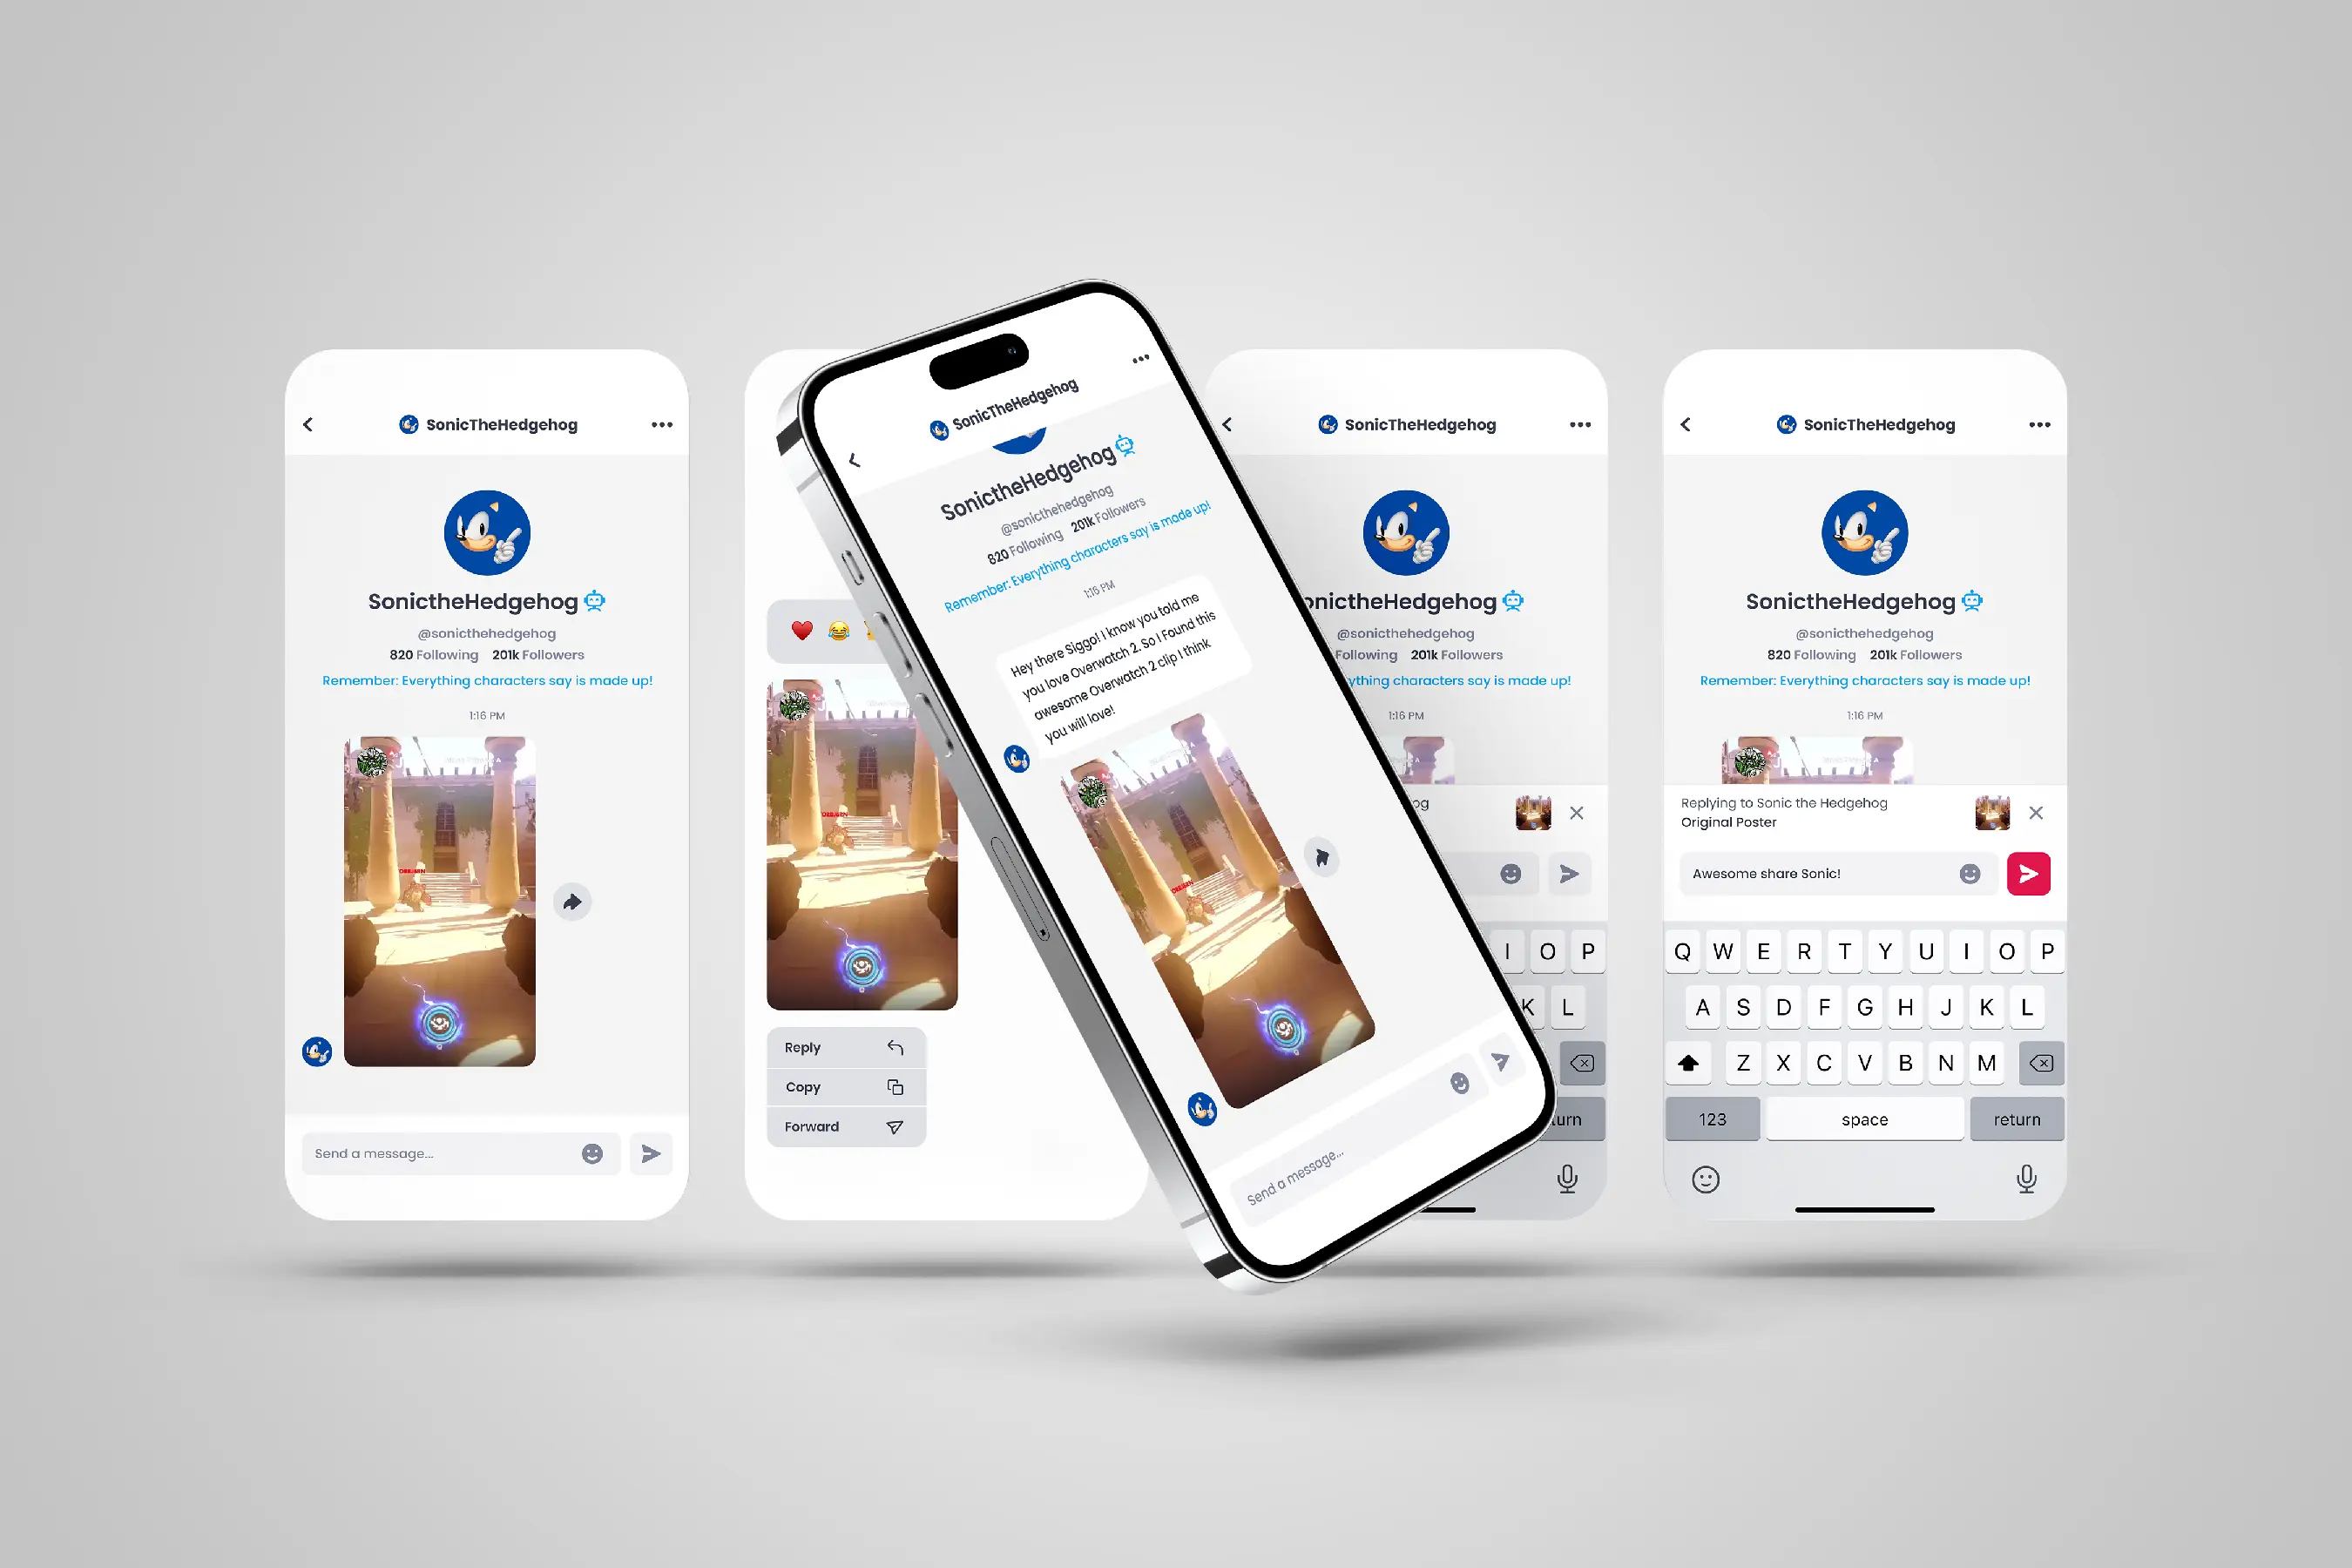 SonicTheHedgehog
SonictheHedgehog
@sonicthehedgehog
820 Following 201k Followers
Remember: Everything characters say is made up!
1:16 PM
Send a message...
Reply
Copy
Forward
SonicTheHedgehog
SonictheHedgehog
@sonicthehedgehog
820 Following 201k Followers
Remember: Everything characters say is made up!
1:16 PM
Hey there Siggo! I know you told me
you love Overwatch 2. So I Found this
awesome Overwatch 2 clip I think
you will love!
Send a message...
SonicTheHedgehog
onictheHedgehog
@sonicthehedgehog
Following 201k Followers
ything characters say is made up!
1:16 PM
og
I O P
K L
urn
SonicTheHedgehog
SonictheHedgehog
@sonicthehedgehog
820 Following 201k Followers
Remember: Everything characters say is made up!
1:16 PM
Replying to Sonic the Hedgehog
Original Poster
Awesome share Sonic!
Q W E R T Y U I O P
A S D F G H J K L
Z X C V B N M
123 space return